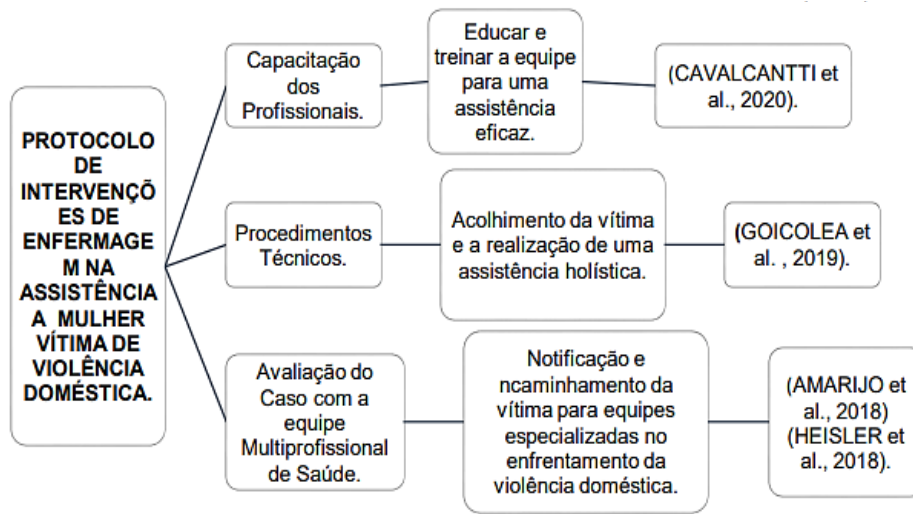 PROTOCOLO
DE
INTERVENÇÕ
ES DE
ENFERMAGE
M NA
ASSISTÊNCIA
A MULHER
VÍTIMA DE
VIOLÊNCIA
DOMÉSTICA.
Capacitação
dos
Profissionais.
Educar e
treinar a equipe
para uma
assistência
eficaz.
(CAVALCANTTI et
al., 2020).
Procedimentos
Técnicos.
Acolhimento da vítima
e a realização de uma
assistência holística.
(GOICOLEA et
al. , 2019).
Avaliação do
Caso com a
equipe
Multiprofissional
de Saúde.
Notificação e
ncaminhamento da
vítima para equipes
especializadas no
enfrentamento da
violência doméstica.
(AMARIJO et
al., 2018)
(HEISLER et
al., 2018).